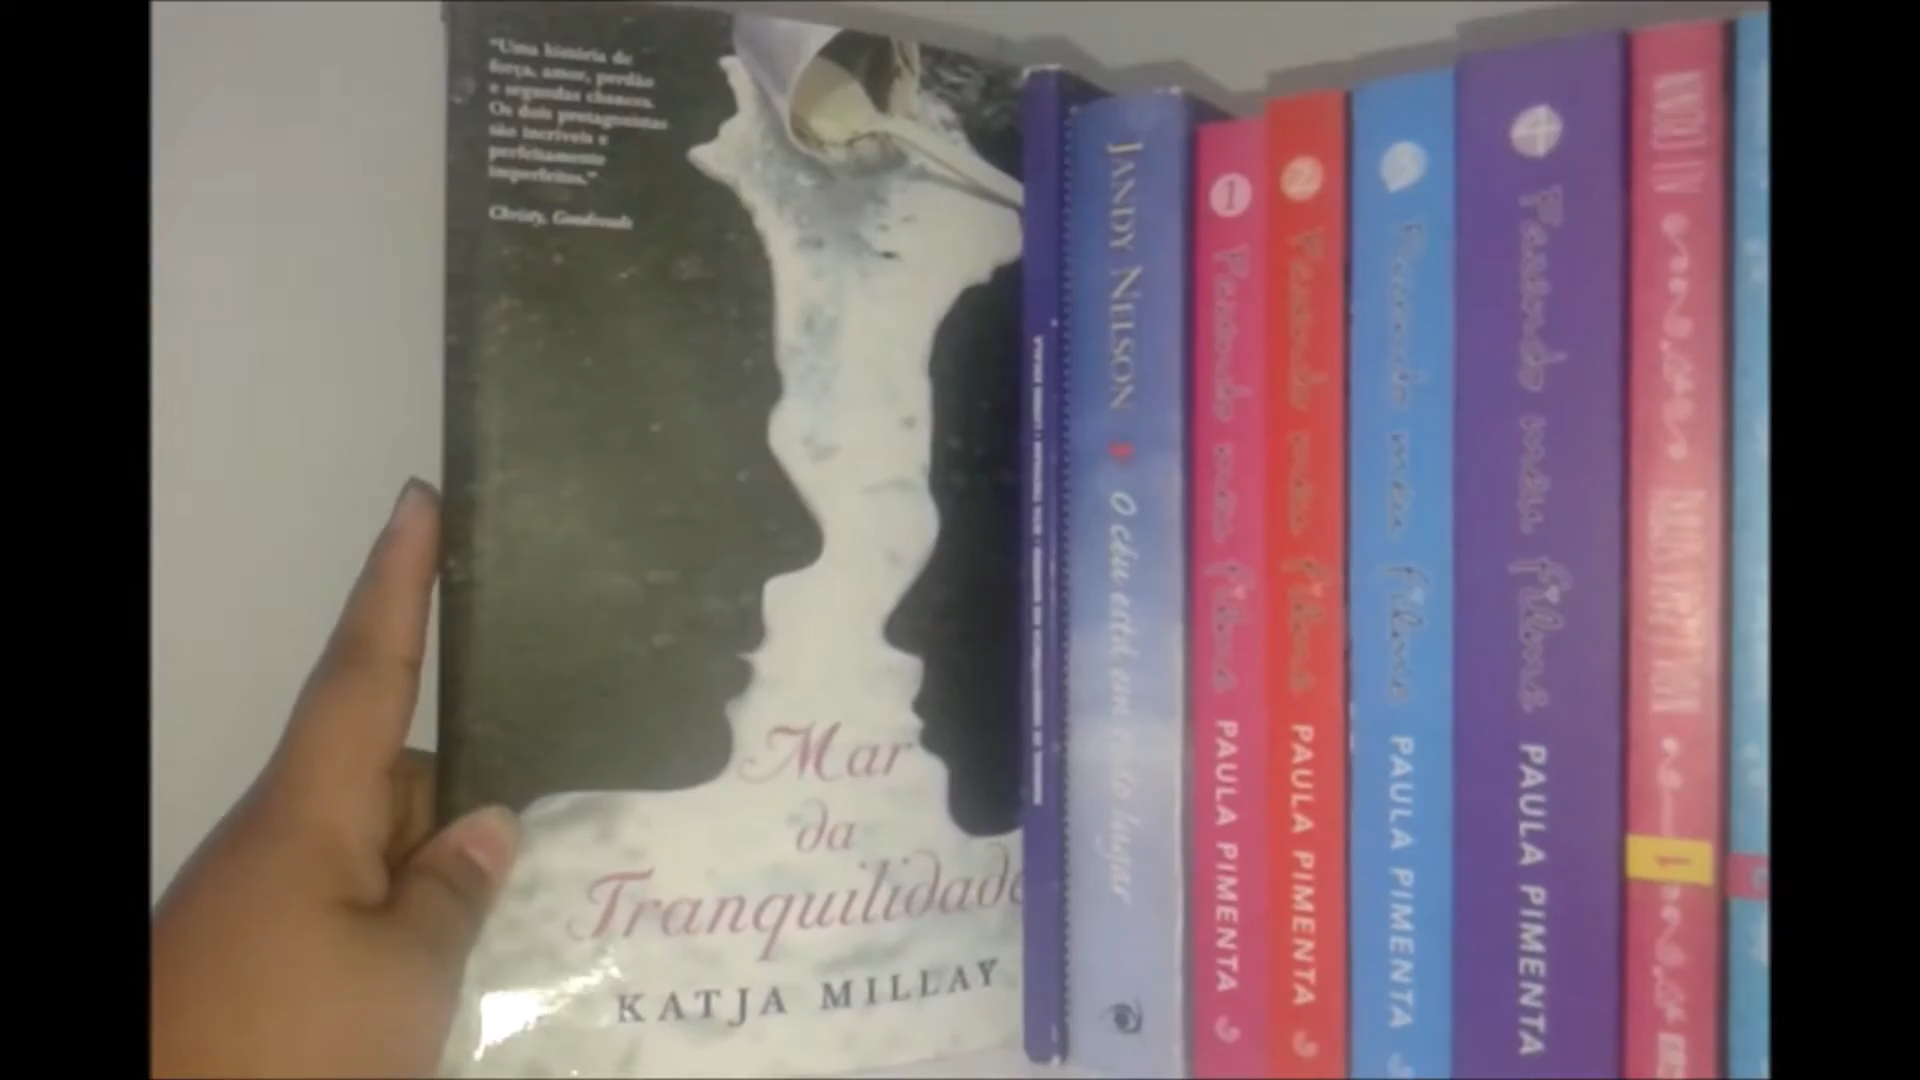 "Uma história de
força, amor, perdão
e segundas chances.
Os dois protagonistas
são incríveis e
perfeitamente
imperfeitos."
Christy, Goodreads
Mar
da
Tranquilidade
KATJA MILLAY
JANDY NELSON O céu está em todo lugar
1 Fazendo meu filme PAULA PIMENTA
2 Fazendo meu filme PAULA PIMENTA
Fazendo meu filme PAULA PIMENTA
Fazendo meu filme PAULA PIMENTA
1